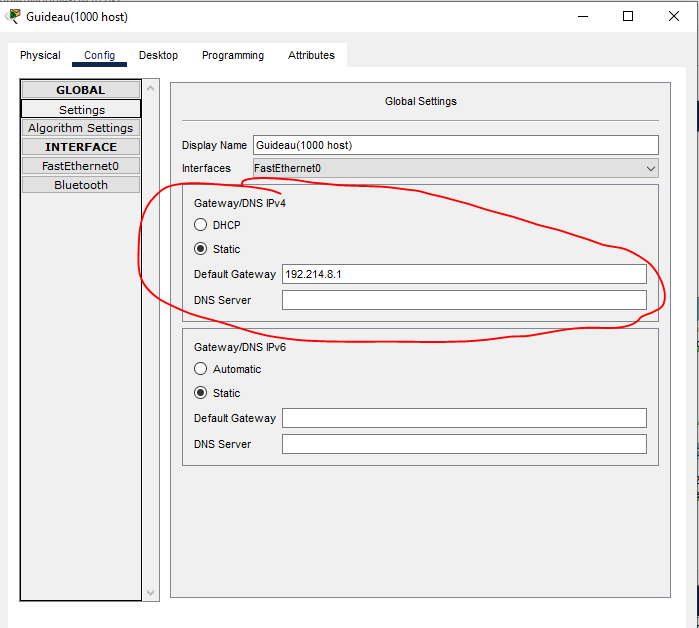 Guideau(1000 host)
Physical Config Desktop Programming Attributes
GLOBAL
Settings
Algorithm Settings
INTERFACE
FastEthernet0
Bluetooth
Global Settings
Display Name Guideau(1000 host)
Interfaces FastEthernet0
Gateway/DNS IPv4
DHCP
Static
Default Gateway 192.214.8.1
DNS Server
Gateway/DNS IPv6
Automatic
Static
Default Gateway
DNS Server